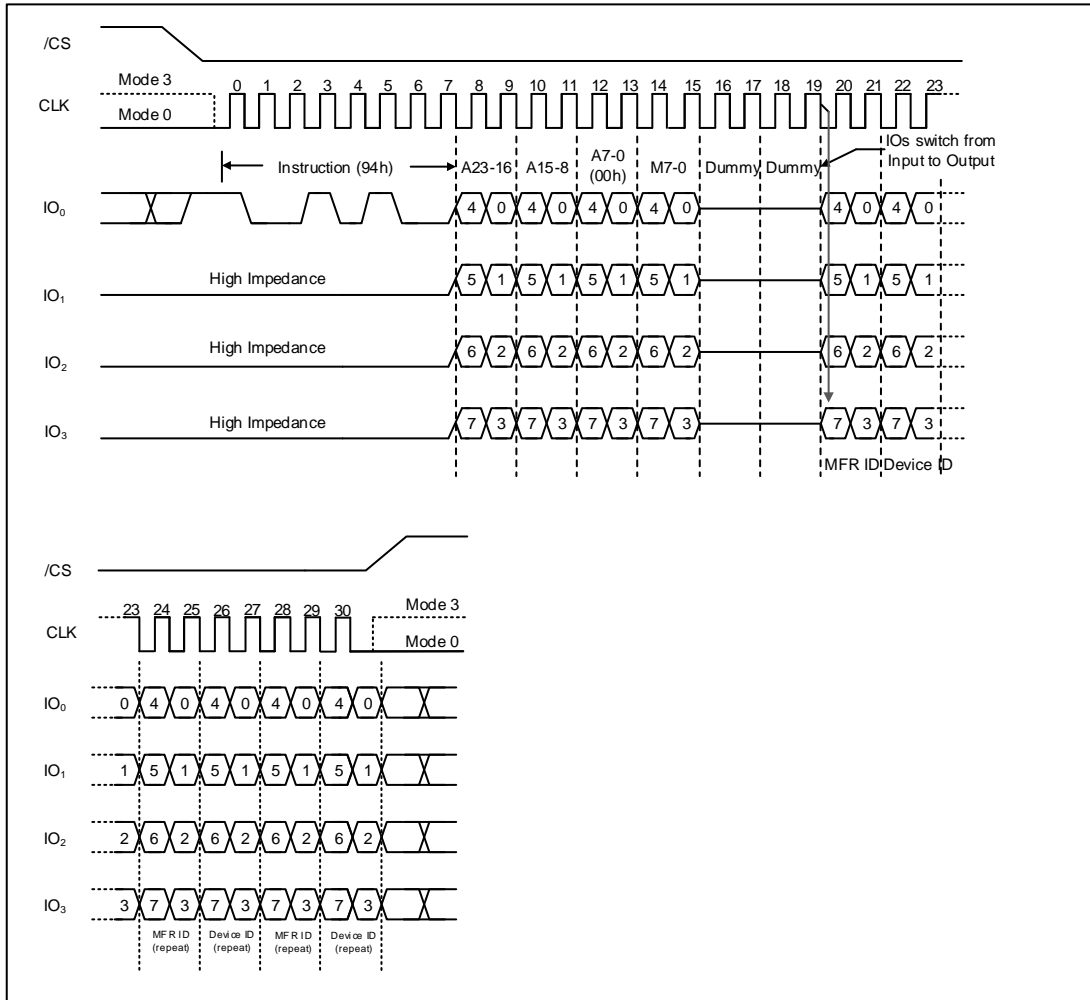 /CS
Mode 3
CLK
Mode 0
0 1 2 3 4 5 6 7 8 9 10 11 12 13 14 15 16 17 18 19 20 21 22 23
Instruction (94h)
A23-16
A15-8
A7-0
(00h)
M7-0
Dummy
Dummy
IOs switch from
Input to Output
IO₀
4 0 4 0 4 0 4 0 4 0 4 0
High Impedance
IO₁
5 1 5 1 5 1 5 1 5 1 5 1
High Impedance
IO₂
6 2 6 2 6 2 6 2 6 2 6 2
High Impedance
IO₃
7 3 7 3 7 3 7 3 7 3 7 3
MFR ID Device ID
/CS
23 24 25 26 27 28 29 30
Mode 3
CLK
Mode 0
IO₀
0 4 0 4 0 4 0 4 0
IO₁
1 5 1 5 1 5 1 5 1
IO₂
2 6 2 6 2 6 2 6 2
IO₃
3 7 3 7 3 7 3 7 3
MFR ID
(repeat)
Device ID
(repeat)
MFR ID
(repeat)
Device ID
(repeat)